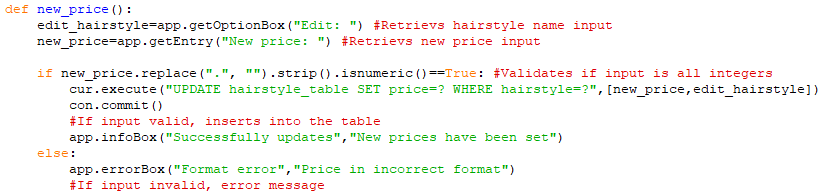 def new_price():
    edit_hairstyle=app.getOptionBox("Edit: ") #Retrievs hairstyle name input
    new_price=app.getEntry("New price: ") #Retrievs new price input
    if new_price.replace(".", "").strip().isnumeric()==True: #Validates if input is all integers
        cur.execute("UPDATE hairstyle_table SET price=? WHERE hairstyle=?",[new_price,edit_hairstyle])
        con.commit()
        #If input valid, inserts into the table
        app.infoBox("Successfully updates","New prices have been set")
    else:
        app.errorBox("Format error","Price in incorrect format")
        #If input invalid, error message